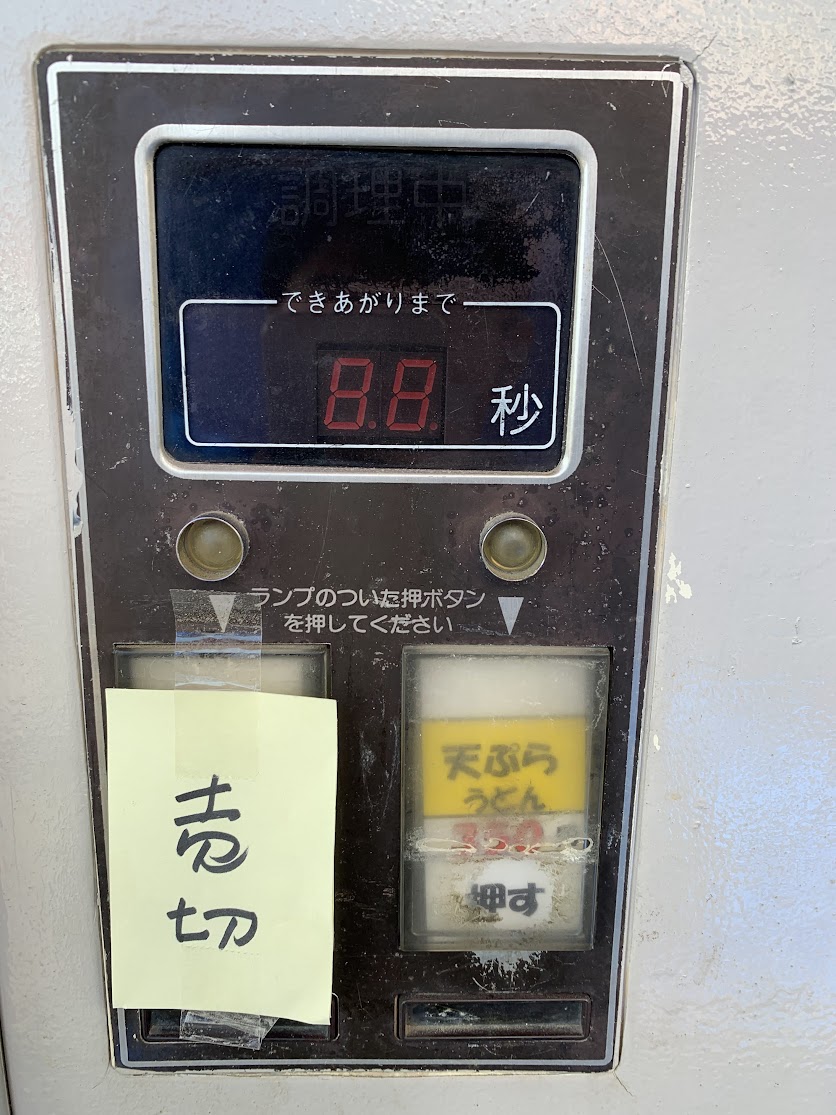 調理中
できあがりまで
88 秒
ランプのついた押ボタン
を押してください
売切
天ぷら
うどん
350
押す